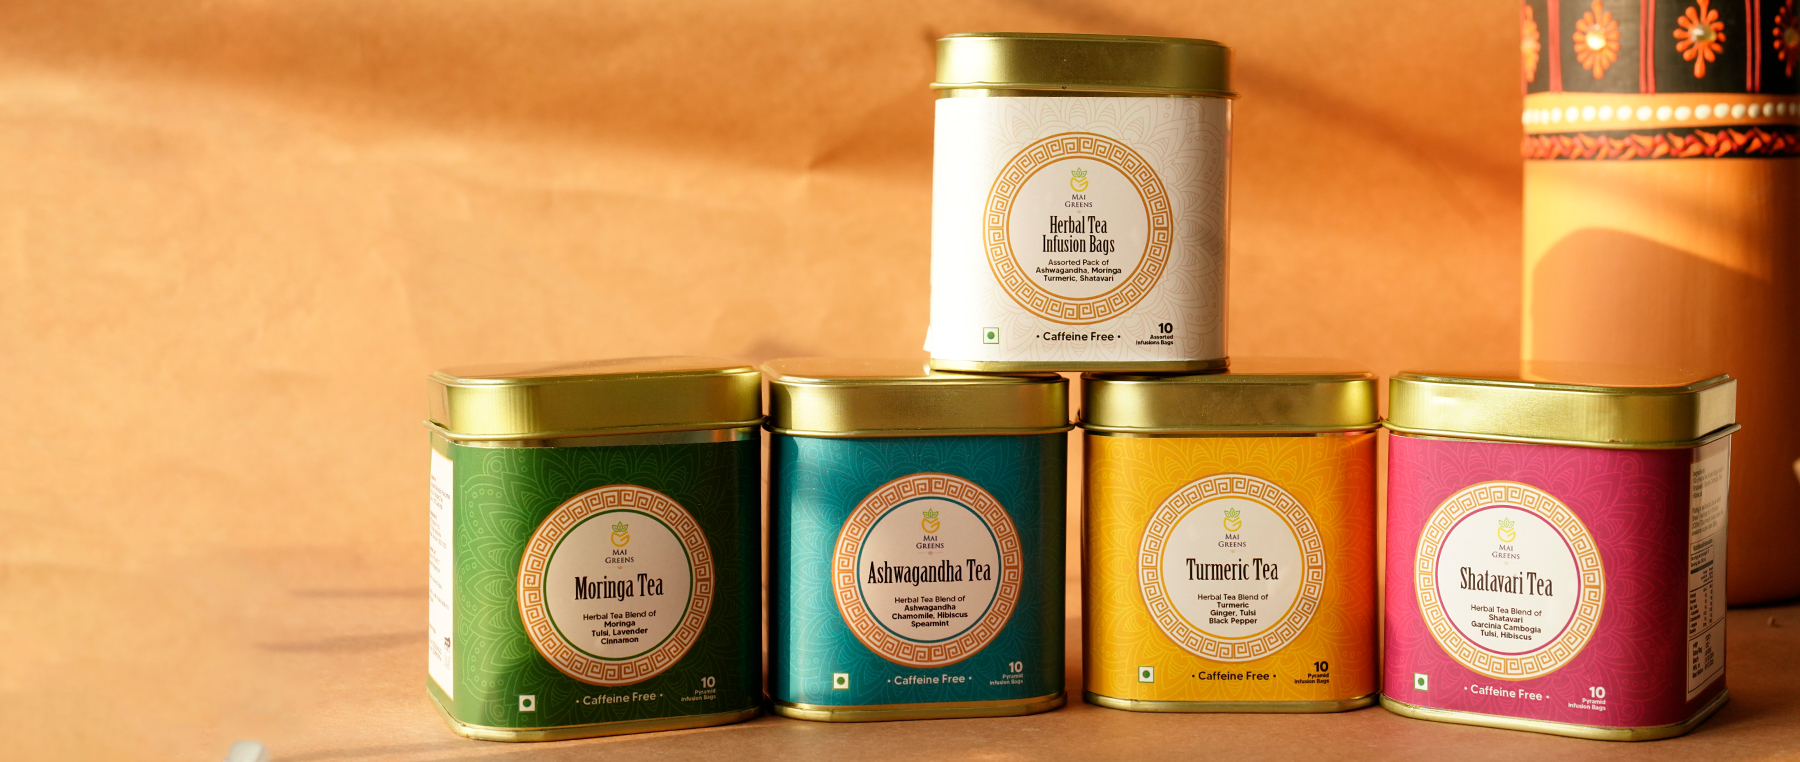 MAI
GREENS
Herbal Tea
Infusion Bags
Assorted Pack of
Ashwagandha, Moringa
Turmeric, Shatavari
• Caffeine Free •
10
Assorted
Infusions Bags
MAI
GREENS
Moringa Tea
Herbal Tea Blend of
Moringa
Tulsi, Lavender
Cinnamon
• Caffeine Free •
10
Pyramid
Infusion Bags
MAI
GREENS
Ashwagandha Tea
Herbal Tea Blend of
Ashwagandha
Chamomile, Hibiscus
Spearmint
• Caffeine Free •
10
Pyramid
Infusion Bags
MAI
GREENS
Turmeric Tea
Herbal Tea Blend of
Turmeric
Ginger, Tulsi
Black Pepper
• Caffeine Free •
10
Pyramid
Infusion Bags
MAI
GREENS
Shatavari Tea
Herbal Tea Blend of
Shatavari
Garcinia Cambogia
Tulsi, Hibiscus
• Caffeine Free •
10
Pyramid
Infusion Bags